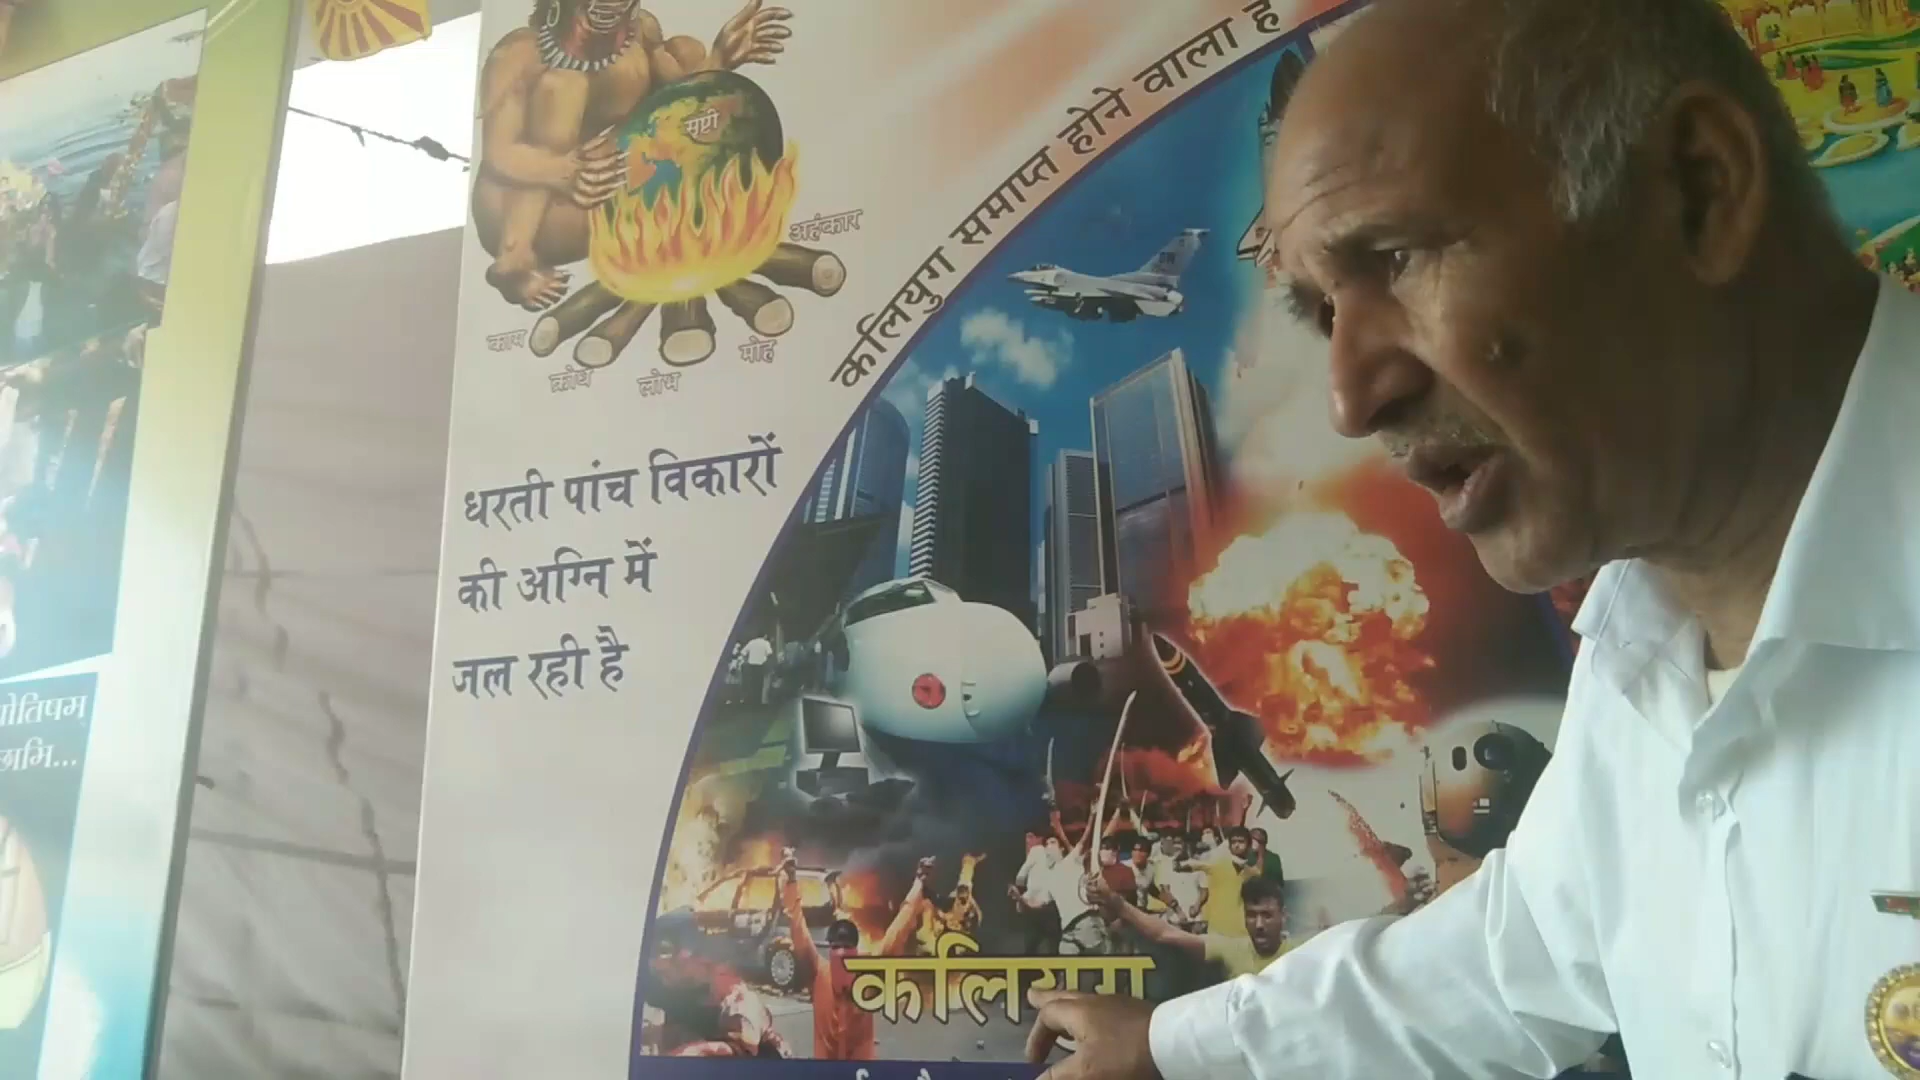 सृष्टी
अहंकार
काम
क्रोध
लोभ
मोह
कलियुग समाप्त होने वाला है
धरती पांच विकारों
की अग्नि में
जल रही है
कलियुग